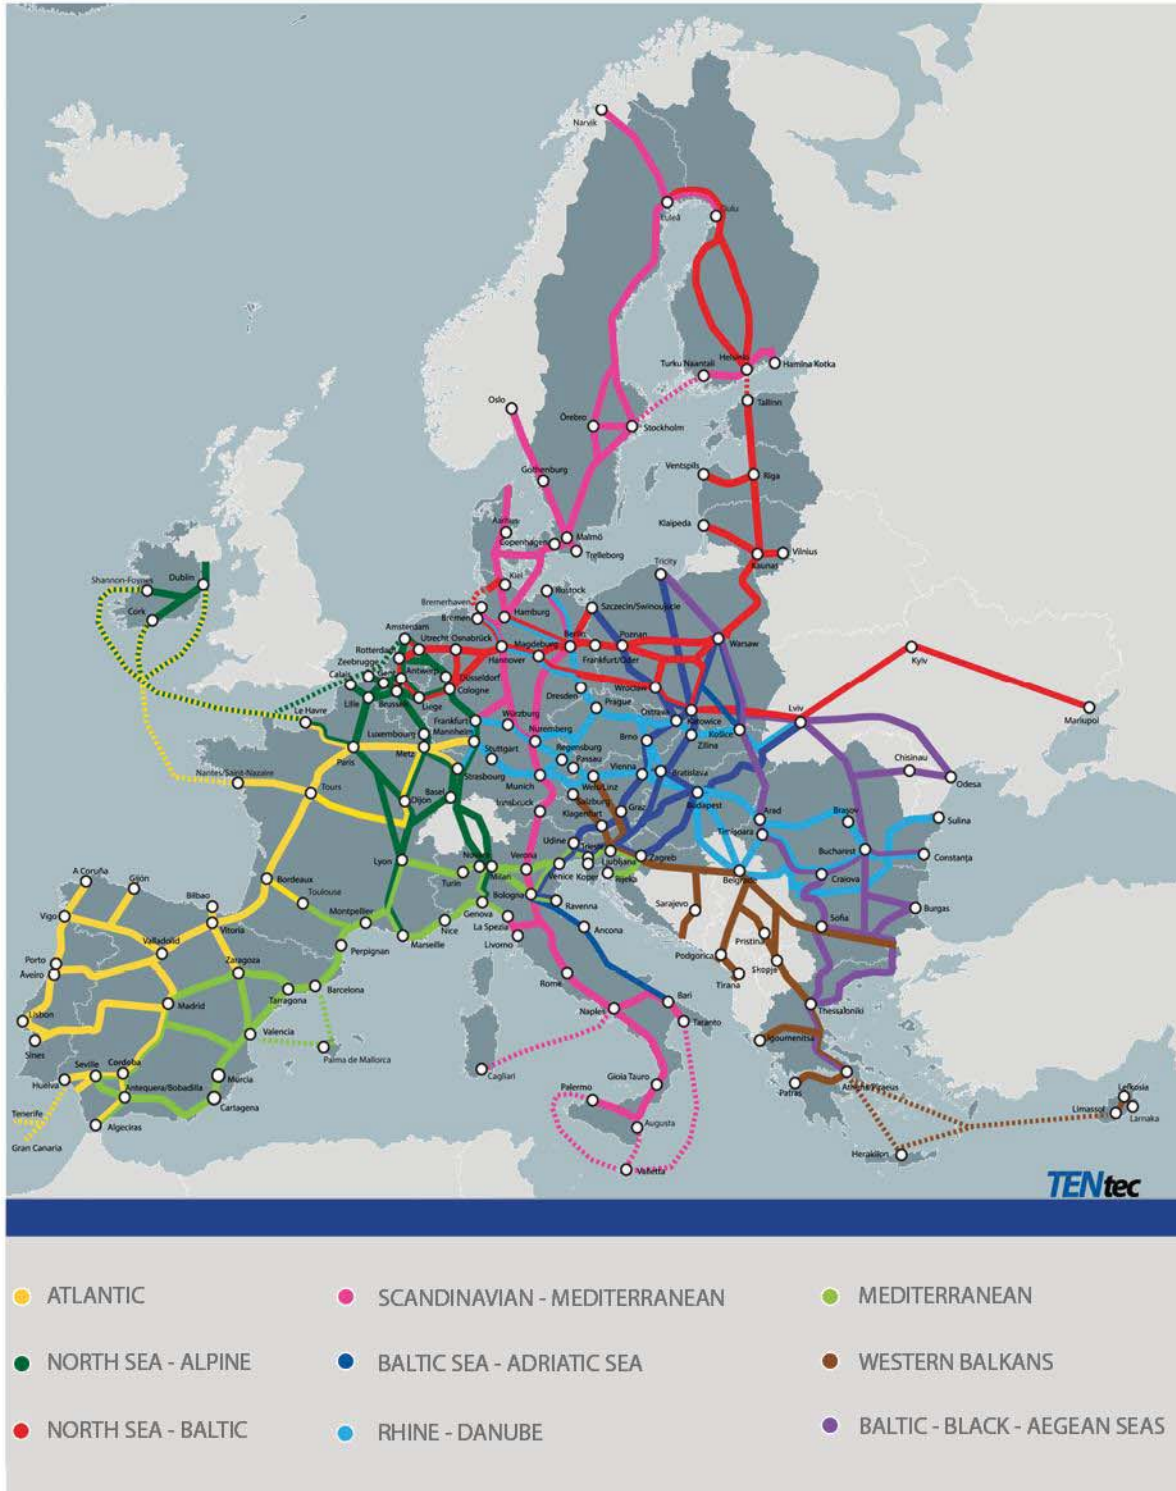 Narvik
Luleå
Oulu
Turku Naantali
Helsinki
Hamina Kotka
Tallinn
Oslo
Örebro
Stockholm
Gothenburg
Ventspils
Riga
Klaipeda
Kaunas
Vilnius
Aarhus
Copenhagen
Malmö
Trelleborg
Tricity
Shannon-Foynes
Dublin
Cork
Kiel
Rostock
Szczecin/Swinoujscie
Bremerhaven
Bremen
Hamburg
Amsterdam
Utrecht
Osnabrück
Magdeburg
Berlin
Poznan
Warsaw
Rotterdam
Hannover
Frankfurt/Oder
Kyiv
Zeebrugge
Calais
Gent
Antwerp
Düsseldorf
Cologne
Wroclaw
Dresden
Lille
Brussels
Liege
Prague
Ostrava
Katowice
Lviv
Mariupol
Le Havre
Frankfurt
Würzburg
Luxembourg
Mannheim
Nuremberg
Brno
Zilina
Košice
Paris
Metz
Stuttgart
Regensburg
Passau
Chisinau
Nantes/Saint-Nazaire
Strasbourg
Vienna
Bratislava
Odesa
Tours
Dijon
Basel
Munich
Wels/Linz
Salzburg
Budapest
Innsbruck
Klagenfurt
Graz
Arad
Brasov
Sulina
Timişoara
Udine
Trieste
Lyon
Novara
Milan
Verona
Ljubljana
Zagreb
Bucharest
Constanţa
A Coruña
Gijón
Bordeaux
Turin
Venice
Koper
Rijeka
Belgrade
Craiova
Bilbao
Toulouse
Bologna
Ravenna
Sarajevo
Vigo
Vitoria
Montpellier
Genova
La Spezia
Sofia
Burgas
Valladolid
Nice
Marseille
Livorno
Ancona
Pristina
Perpignan
Porto
Aveiro
Zaragoza
Podgorica
Skopje
Tirana
Tarragona
Barcelona
Rome
Madrid
Bari
Thessaloniki
Lisbon
Naples
Taranto
Valencia
Sines
Palma de Mallorca
Igoumenitsa
Seville
Cordoba
Cagliari
Huelva
Antequera/Bobadilla
Murcia
Gioia Tauro
Patras
Athens/Piraeus
Palermo
Lefkosia
Cartagena
Limassol
Larnaka
Tenerife
Algeciras
Augusta
Gran Canaria
Heraklion
Valletta
TENtec
ATLANTIC
SCANDINAVIAN - MEDITERRANEAN
MEDITERRANEAN
NORTH SEA - ALPINE
BALTIC SEA - ADRIATIC SEA
WESTERN BALKANS
NORTH SEA - BALTIC
RHINE - DANUBE
BALTIC - BLACK - AEGEAN SEAS